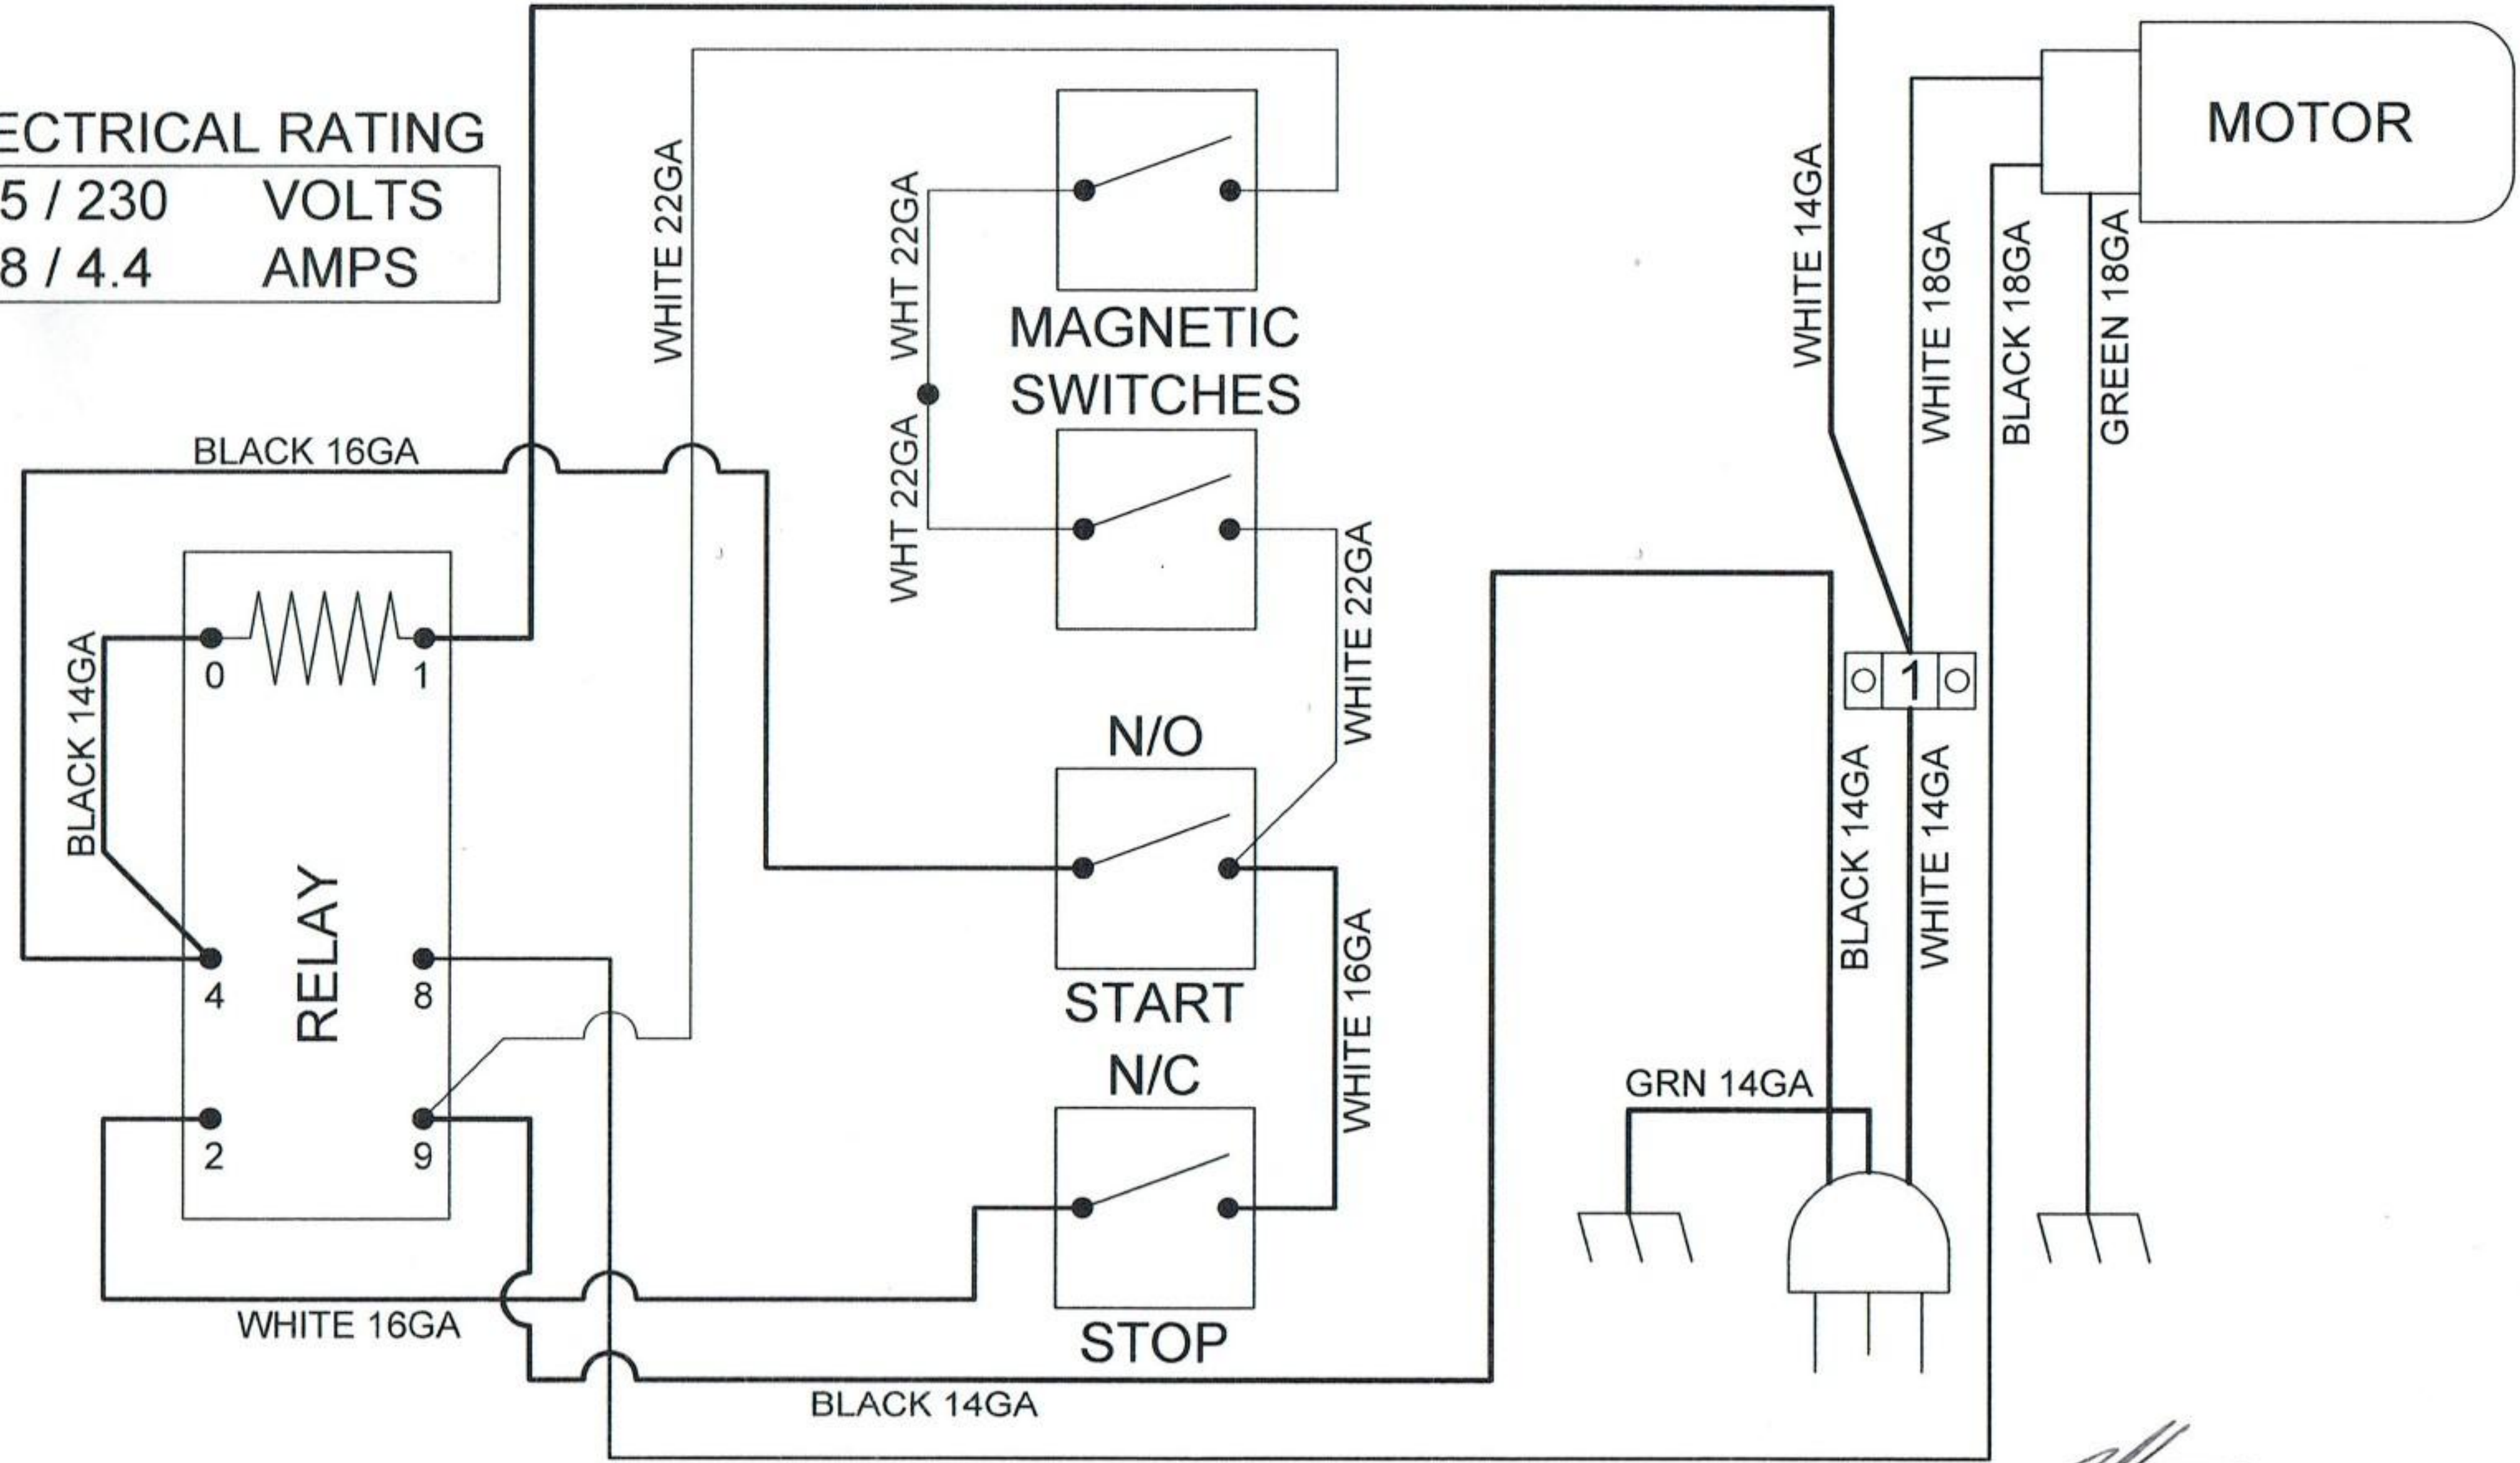 ECTRICAL RATING
5 / 230 VOLTS
8 / 4.4 AMPS
MOTOR
WHITE 22GA
WHT 22GA
MAGNETIC
SWITCHES
WHT 22GA
WHITE 14GA
WHITE 18GA
BLACK 18GA
GREEN 18GA
BLACK 16GA
WHITE 22GA
0
1
BLACK 14GA
1
N/O
BLACK 14GA
WHITE 14GA
RELAY
4
8
START
WHITE 16GA
N/C
GRN 14GA
2
9
WHITE 16GA
STOP
BLACK 14GA